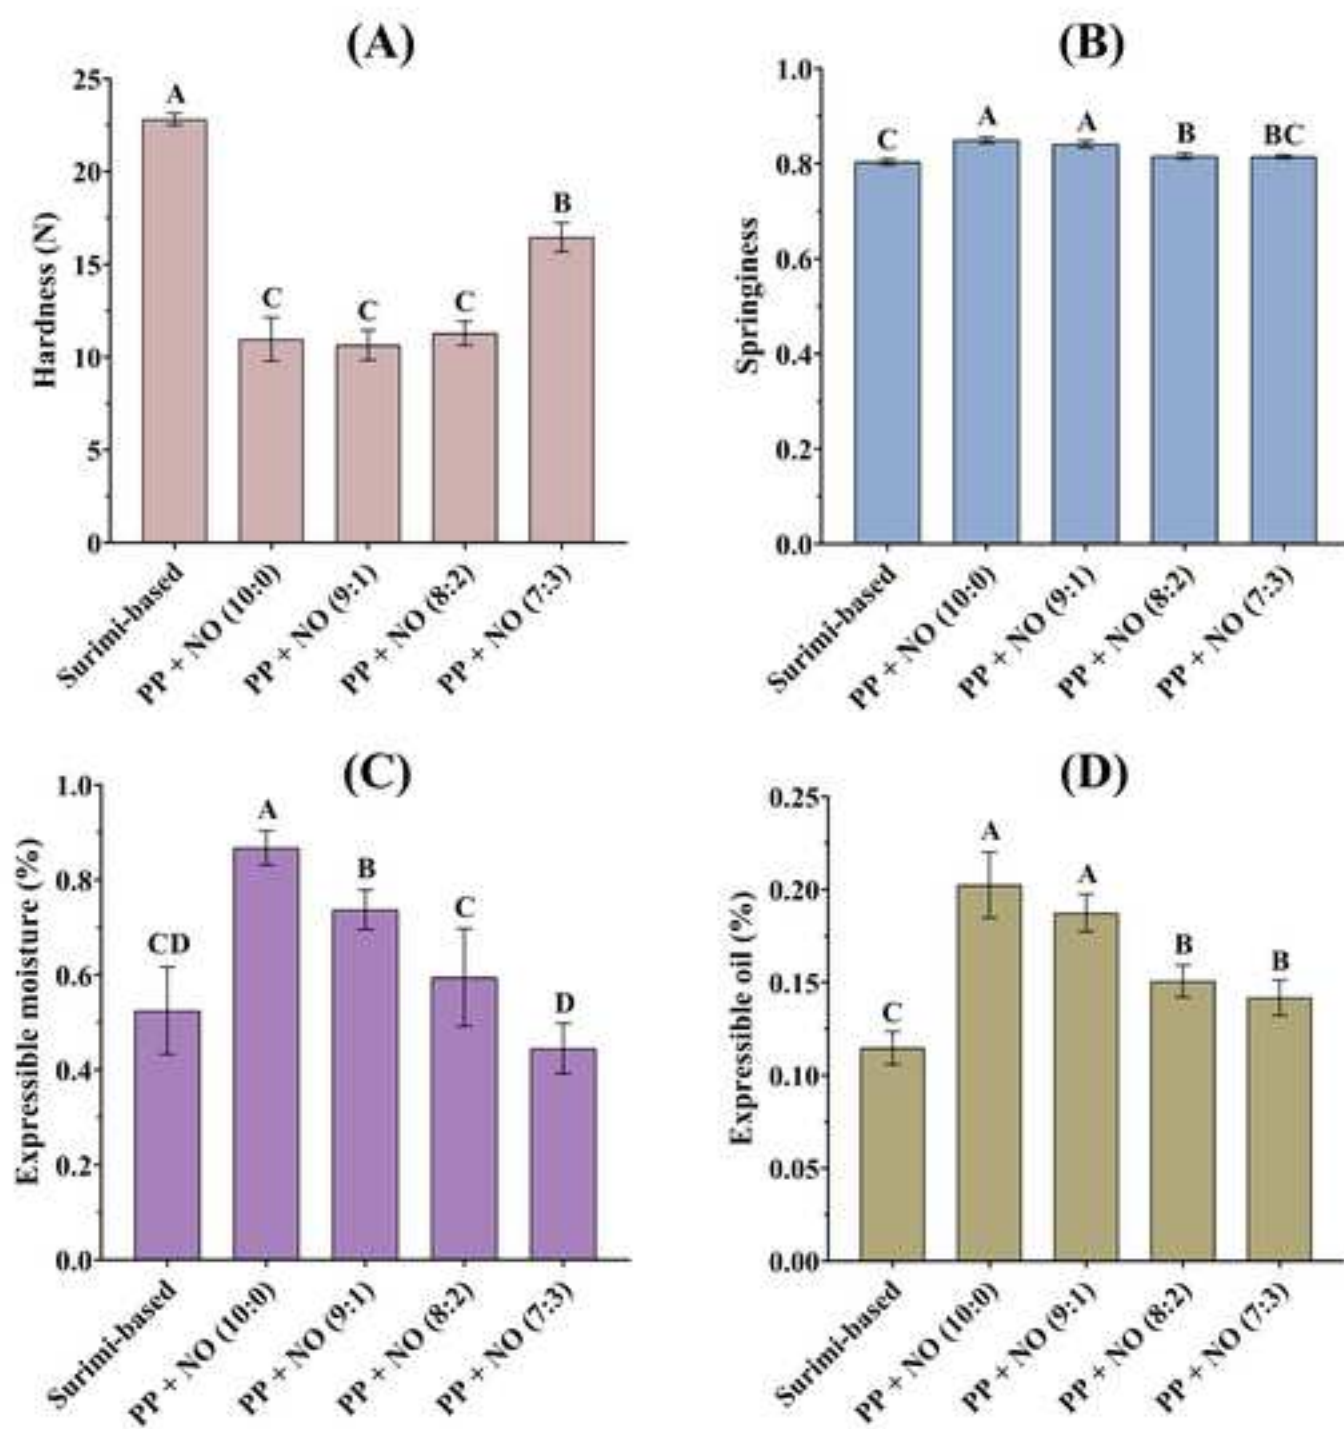 (A)
Hardness (N)
25
20
15
10
5
0
A
C
C
C
B
Surimi-based
PP + NO (10:0)
PP + NO (9:1)
PP + NO (8:2)
PP + NO (7:3)
(B)
Springiness
1.0
0.8
0.6
0.4
0.2
0.0
C
A
A
B
BC
Surimi-based
PP + NO (10:0)
PP + NO (9:1)
PP + NO (8:2)
PP + NO (7:3)
(C)
Expressible moisture (%)
1.0
0.8
0.6
0.4
0.2
0.0
CD
A
B
C
D
Surimi-based
PP + NO (10:0)
PP + NO (9:1)
PP + NO (8:2)
PP + NO (7:3)
(D)
Expressible oil (%)
0.25
0.20
0.15
0.10
0.05
0.00
C
A
A
B
B
Surimi-based
PP + NO (10:0)
PP + NO (9:1)
PP + NO (8:2)
PP + NO (7:3)